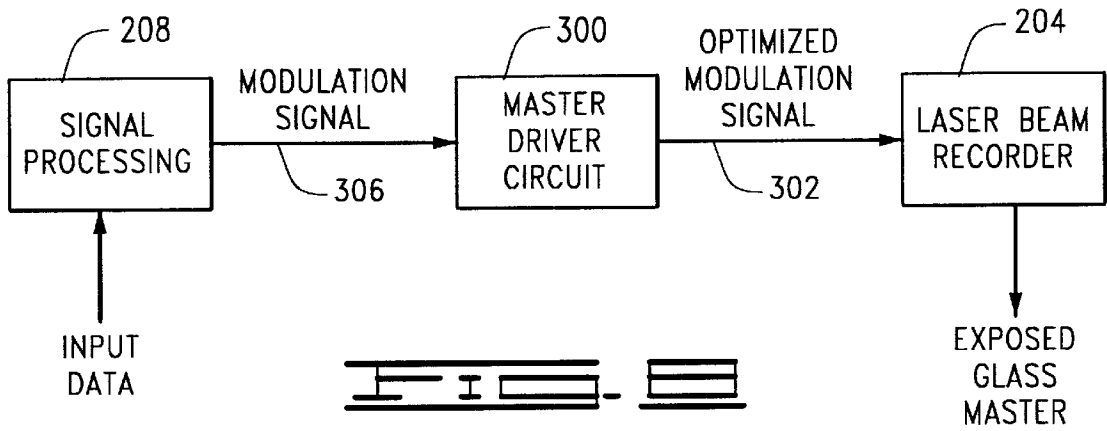 208
SIGNAL
PROCESSING
INPUT
DATA
MODULATION
SIGNAL
306
300
MASTER
DRIVER
CIRCUIT
OPTIMIZED
MODULATION
SIGNAL
302
204
LASER BEAM
RECORDER
EXPOSED
GLASS
MASTER